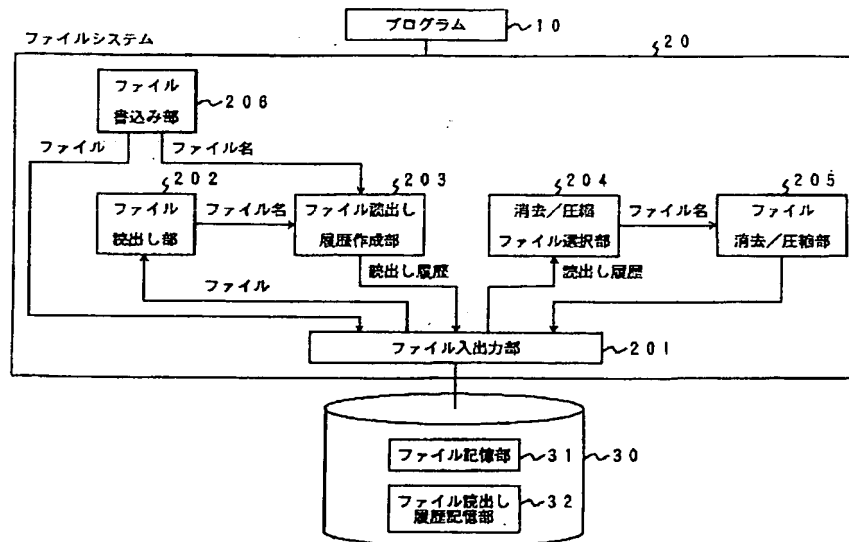 プログラム
10
ファイルシステム
20
ファイル
書込み部
206
ファイル
ファイル名
202
ファイル
読出し部
ファイル名
203
ファイル読出し
履歴作成部
204
消去/圧縮
ファイル選択部
ファイル名
205
ファイル
消去/圧縮部
読出し履歴
読出し履歴
ファイル
ファイル入出力部
201
ファイル記憶部
31
30
ファイル読出し
履歴記憶部
32